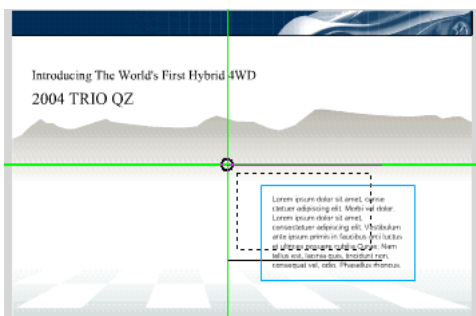 Introducing The World's First Hybrid 4WD
2004 TRIO QZ
Lorem ipsum dolor sit amet, conse
ctetuer adipiscing elit. Morbi vel dolor.
Lorem ipsum dolor sit amet,
consectetuer adipiscing elit. Vestibulum
ante ipsum primis in faucibus orci luctus
et ultrices posuere cubilia Curae; Nam
tellus est, lacinia quis, tincidunt non,
consequat vel, odio. Phasellus rhoncus.